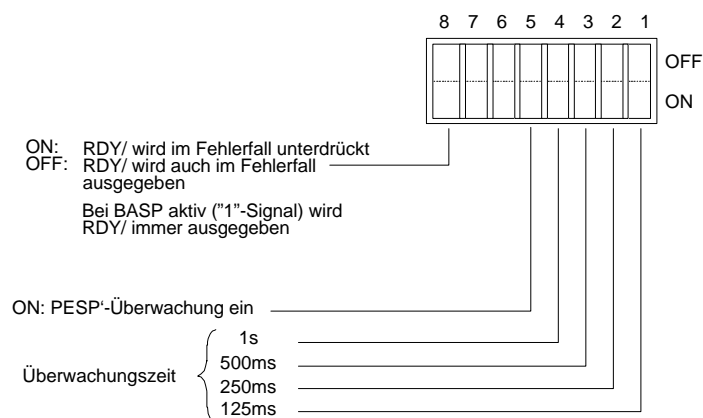 8 7 6 5 4 3 2 1
OFF
ON
ON: RDY/ wird im Fehlerfall unterdrückt
OFF: RDY/ wird auch im Fehlerfall
ausgegeben
Bei BASP aktiv (”1”-Signal) wird
RDY/ immer ausgegeben
ON: PESP‘-Überwachung ein
1s
500ms
Überwachungszeit
250ms
125ms